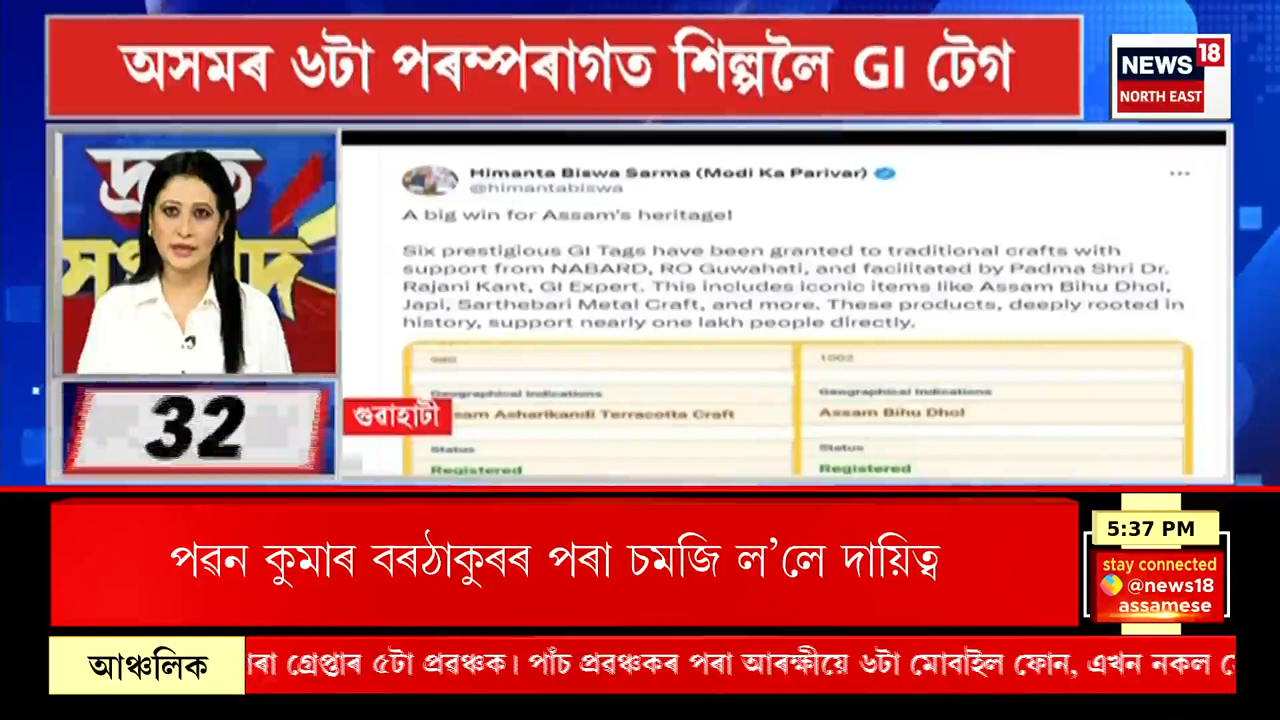 অসমৰ ৬টা পৰম্পৰাগত শিল্পলৈ GI টেগ
NEWS 18
NORTH EAST
দ্ৰুত
সংবাদ
32
গুৱাহাটী
Himanta Biswa Sarma (Modi Ka Parivar)
@himantabiswa
A big win for Assam's heritage!
Six prestigious GI Tags have been granted to traditional crafts with
support from NABARD, RO Guwahati, and facilitated by Padma Shri Dr.
Rajani Kant, GI Expert. This includes iconic items like Assam Bihu Dhol,
Japi, Sarthebari Metal Craft, and more. These products, deeply rooted in
history, support nearly one lakh people directly.
1002
Geographical Indications
Geographical Indications
Asharikandi Terracotta Craft
Assam Bihu Dhol
Status
Status
Registered
Registered
পৱন কুমাৰ বৰঠাকুৰৰ পৰা চমজি ল'লে দায়িত্ব
5:37 PM
stay connected
@news18
assamese
আঞ্চলিক
গ্ৰেপ্তাৰ ৫টা প্ৰৱঞ্চক। পাঁচ প্ৰৱঞ্চকৰ পৰা আৰক্ষীয়ে ৬টা মোবাইল ফোন, এখন নকল